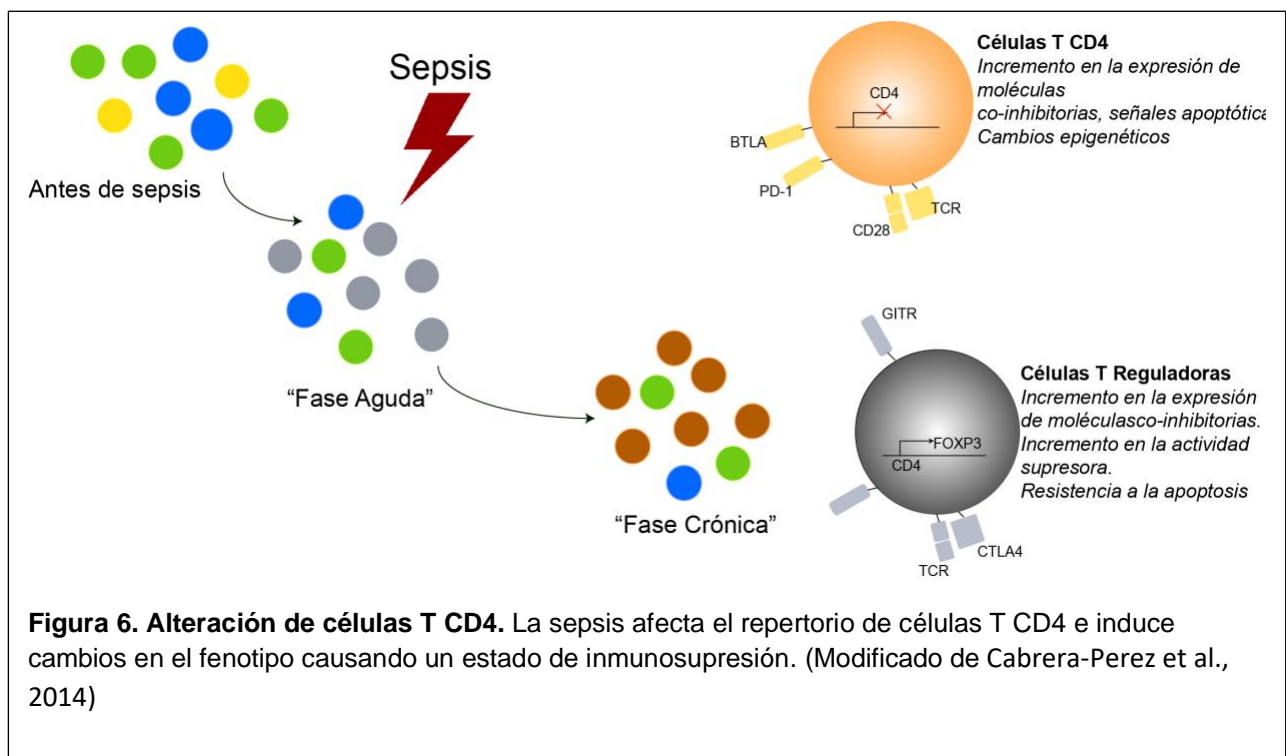 Sepsis
Antes de sepsis
“Fase Aguda”
“Fase Crónica”
CD4
BTLA
PD-1
CD28
TCR
Células T CD4
Incremento en la expresión de
moléculas
co-inhibitorias, señales apoptótica
Cambios epigenéticos
GITR
FOXP3
CD4
TCR
CTLA4
Células T Reguladoras
Incremento en la expresión
de moléculasco-inhibitorias.
Incremento en la actividad
supresora.
Resistencia a la apoptosis
Figura 6. Alteración de células T CD4. La sepsis afecta el repertorio de células T CD4 e induce
cambios en el fenotipo causando un estado de inmunosupresión. (Modificado de Cabrera-Perez et al.,
2014)